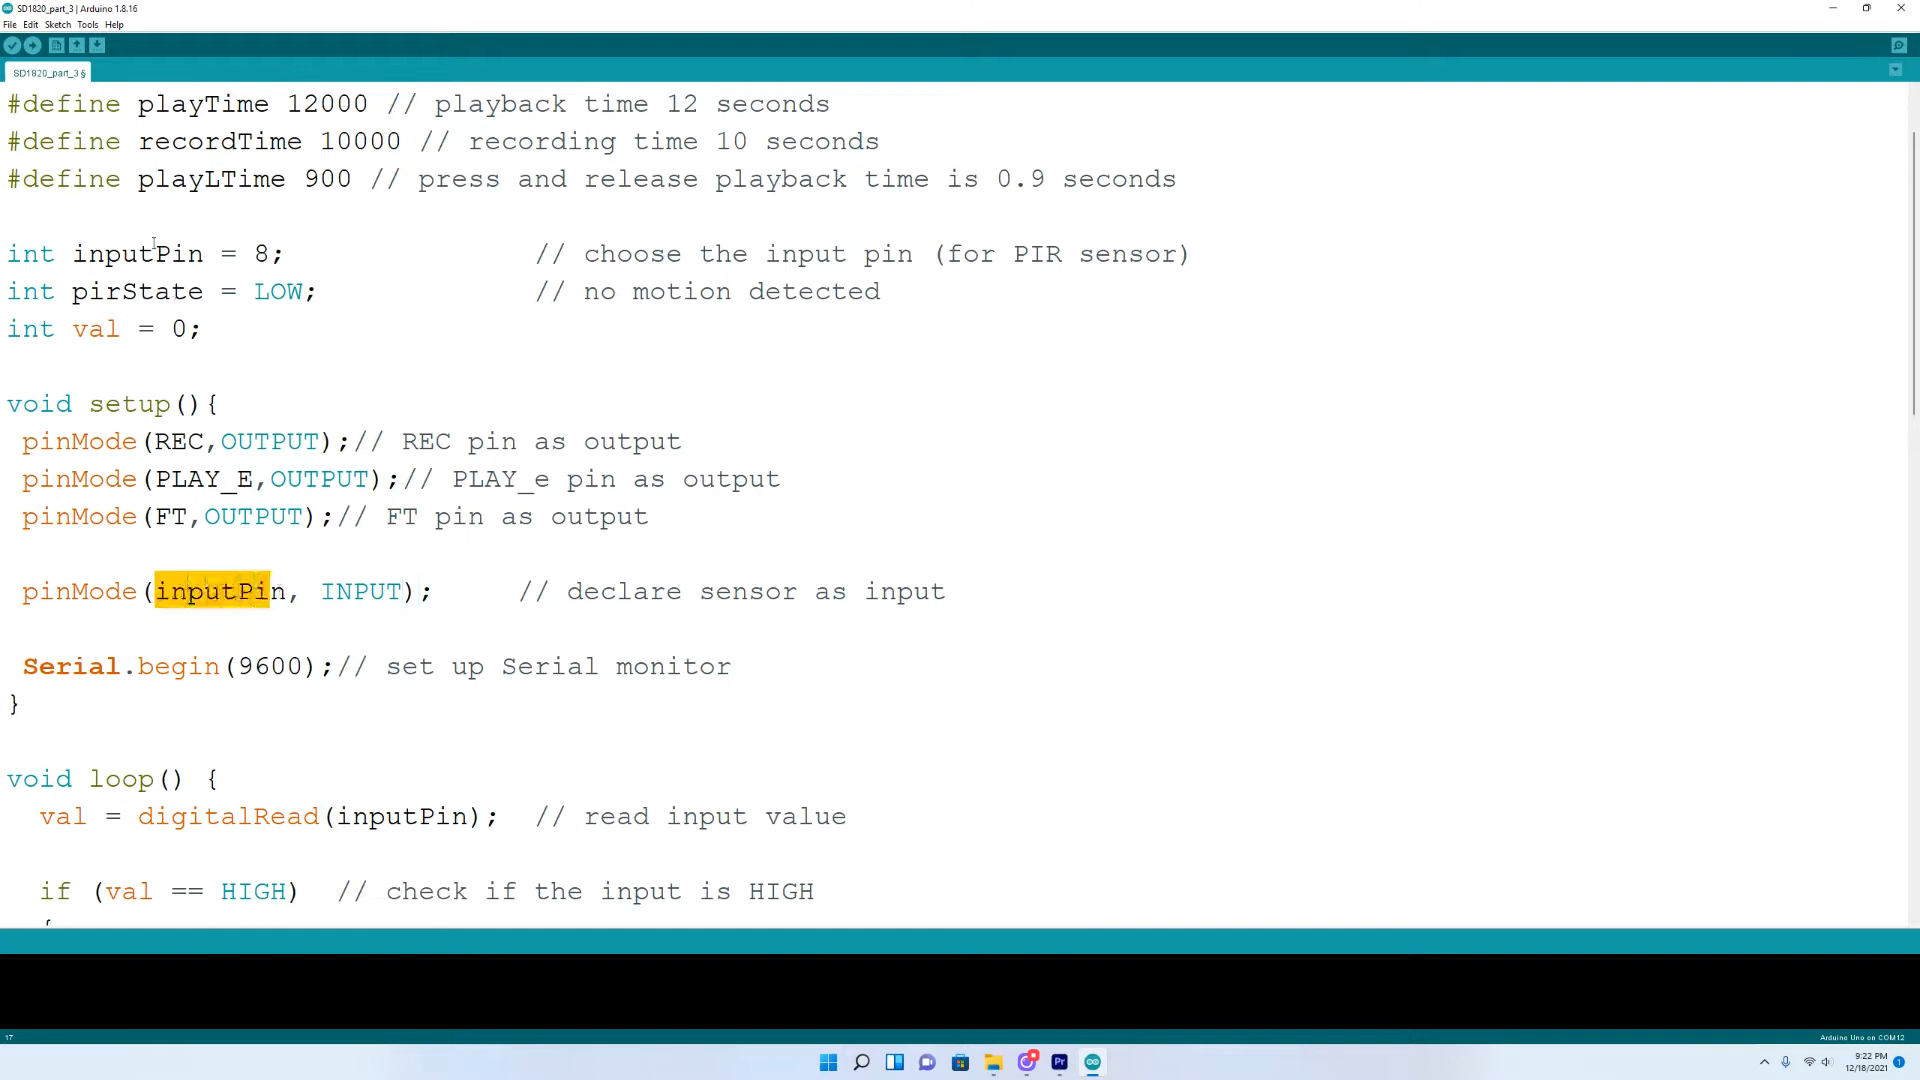 SD1820_part_3 | Arduino 1.8.16
File Edit Sketch Tools Help
SD1820_part_3 §
#define playTime 12000 // playback time 12 seconds
#define recordTime 10000 // recording time 10 seconds
#define playLTime 900 // press and release playback time is 0.9 seconds
int inputPin = 8; // choose the input pin (for PIR sensor)
int pirState = LOW; // no motion detected
int val = 0;
void setup(){
pinMode(REC,OUTPUT);// REC pin as output
pinMode(PLAY_E,OUTPUT);// PLAY_e pin as output
pinMode(FT,OUTPUT);// FT pin as output
pinMode(inputPin, INPUT); // declare sensor as input
Serial.begin(9600);// set up Serial monitor
}
void loop() {
val = digitalRead(inputPin); // read input value
if (val == HIGH) // check if the input is HIGH
{
17
Arduino Uno on COM12
Pr
9:22 PM
12/18/2021
1